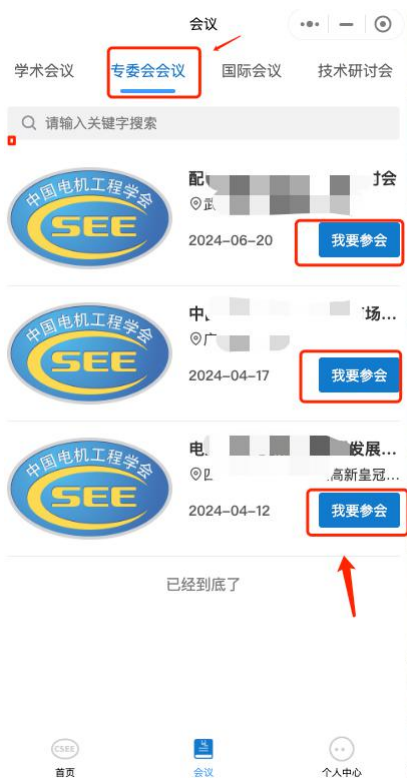 会议
学术会议 专委会会议 国际会议 技术研讨会
请输入关键字搜索
中国电机工程学会
SEE
配 讨会
武
2024-06-20
我要参会
中国电机工程学会
SEE
中 场...
广
2024-04-17
我要参会
中国电机工程学会
SEE
电 发展...
高新皇冠...
2024-04-12
我要参会
已经到底了
CSEE
首页 会议 个人中心